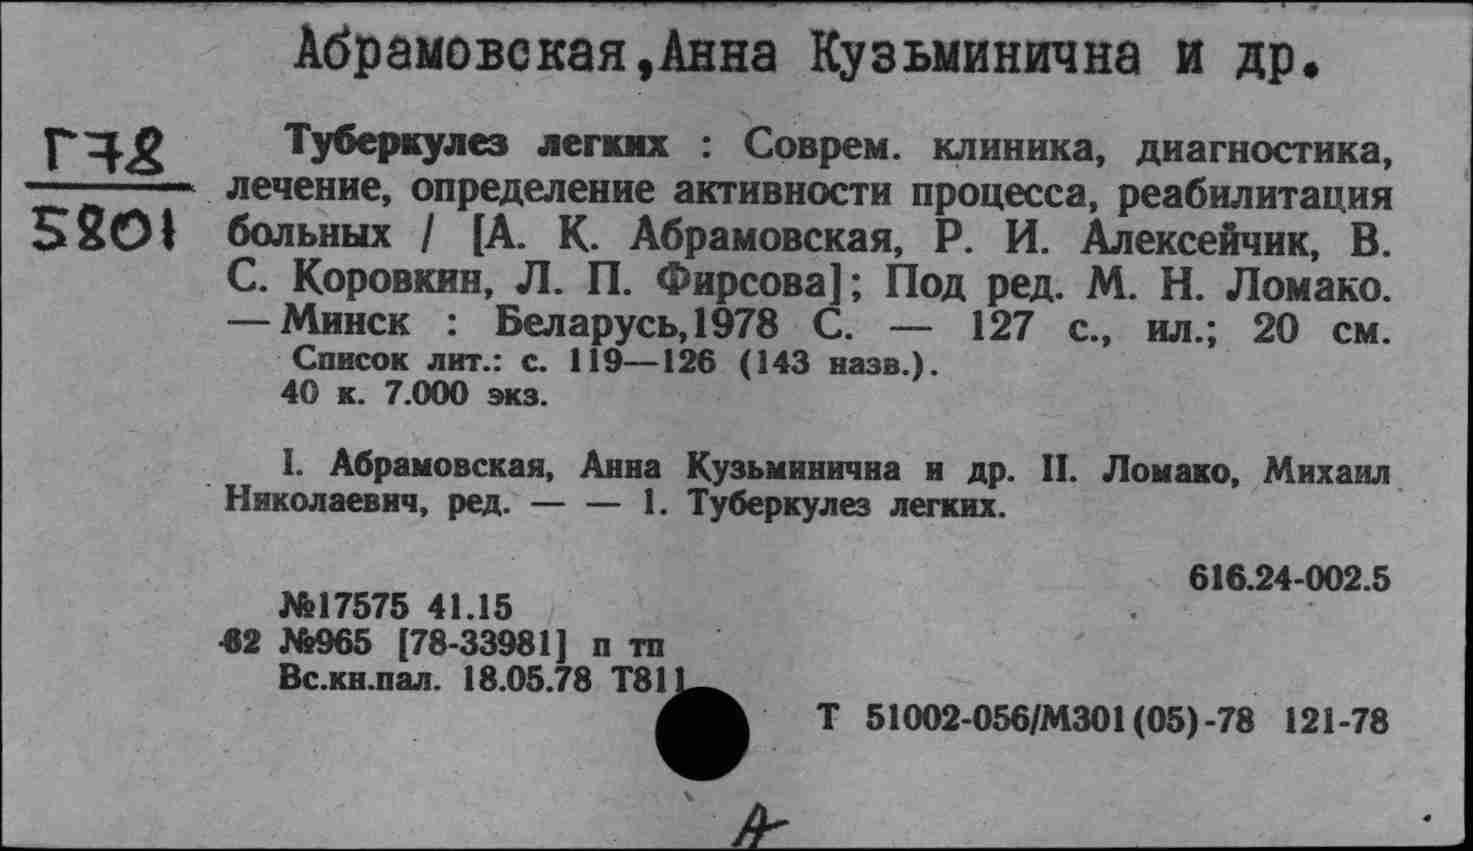 Абрамовская,Анна Кузьминична и др.
Г78
5801
Туберкулез легких : Соврем. клиника, диагностика,
лечение, определение активности процесса, реабилитация
больных / [А. К. Абрамовская, Р. И. Алексейчик, В.
С. Коровкин, Л. П. Фирсова]; Под ред. М. Н. Ломако.
— Минск : Беларусь,1978 С. — 127 с., ил.; 20 см.
Список лит.: с. 119—126 (143 назв.).
40 к. 7.000 экз.
I. Абрамовская, Анна Кузьминична и др. II. Ломако, Михаил
Николаевич, ред. — — 1. Туберкулез легких.
616.24-002.5
№17575 41.15
№965 [78-33981] п тп
Вс.кн.пал. 18.05.78 Т811
Т 51002-056/М301(05)-78 121-78
А